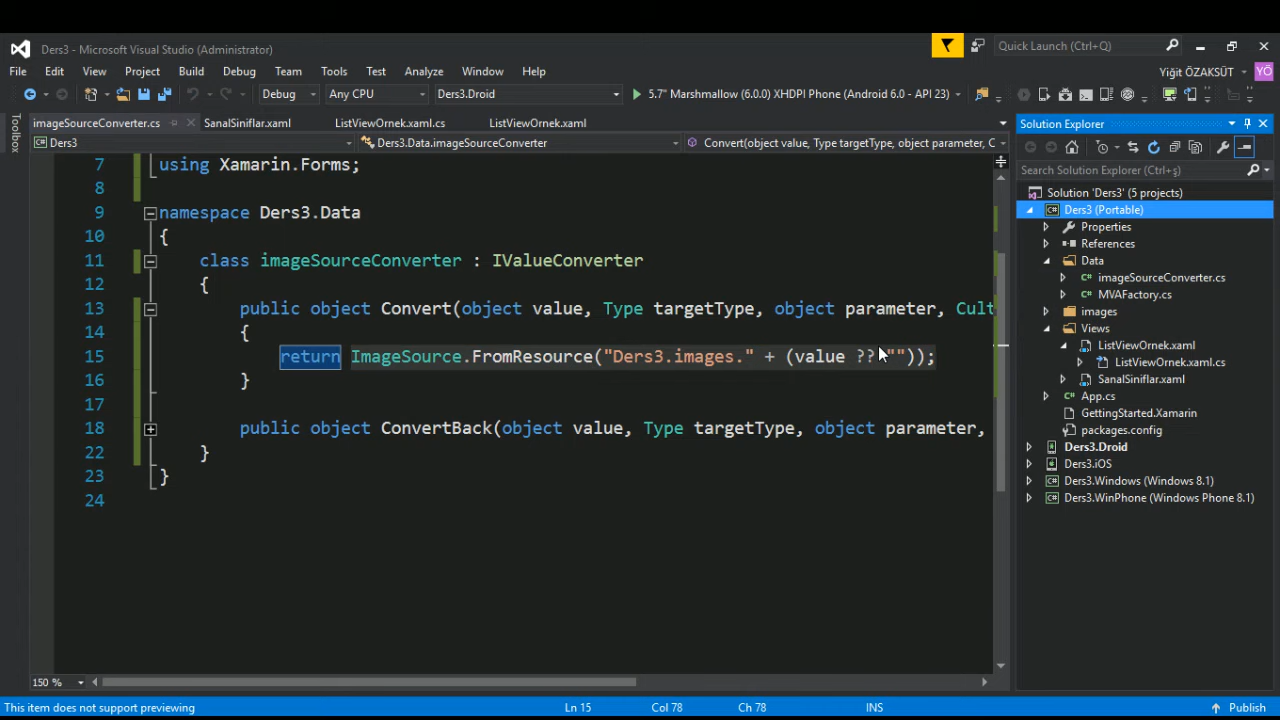 Ders3 - Microsoft Visual Studio (Administrator)
Quick Launch (Ctrl+Q)
File Edit View Project Build Debug Team Tools Test Analyze Window Help
Yiğit ÖZAKSÜT YÖ
Debug Any CPU Ders3.Droid 5.7" Marshmallow (6.0.0) XHDPI Phone (Android 6.0 - API 23)
imageSourceConverter.cs SanalSiniflar.xaml ListViewOrnek.xaml.cs ListViewOrnek.xaml
Ders3 Ders3.Data.imageSourceConverter Convert(object value, Type targetType, object parameter, C
Toolbox
7 using Xamarin.Forms;
8
9 namespace Ders3.Data
10 {
11 class imageSourceConverter : IValueConverter
12 {
13 public object Convert(object value, Type targetType, object parameter, Cult
14 {
15 return ImageSource.FromResource("Ders3.images." + (value ?? ""));
16 }
17
18 public object ConvertBack(object value, Type targetType, object parameter,
22 }
23 }
24
150 %
Solution Explorer
Search Solution Explorer (Ctrl+ş)
Solution 'Ders3' (5 projects)
Ders3 (Portable)
Properties
References
Data
imageSourceConverter.cs
MVAFactory.cs
images
Views
ListViewOrnek.xaml
ListViewOrnek.xaml.cs
SanalSiniflar.xaml
App.cs
GettingStarted.Xamarin
packages.config
Ders3.Droid
Ders3.iOS
Ders3.Windows (Windows 8.1)
Ders3.WinPhone (Windows Phone 8.1)
This item does not support previewing Ln 15 Col 78 Ch 78 INS Publish